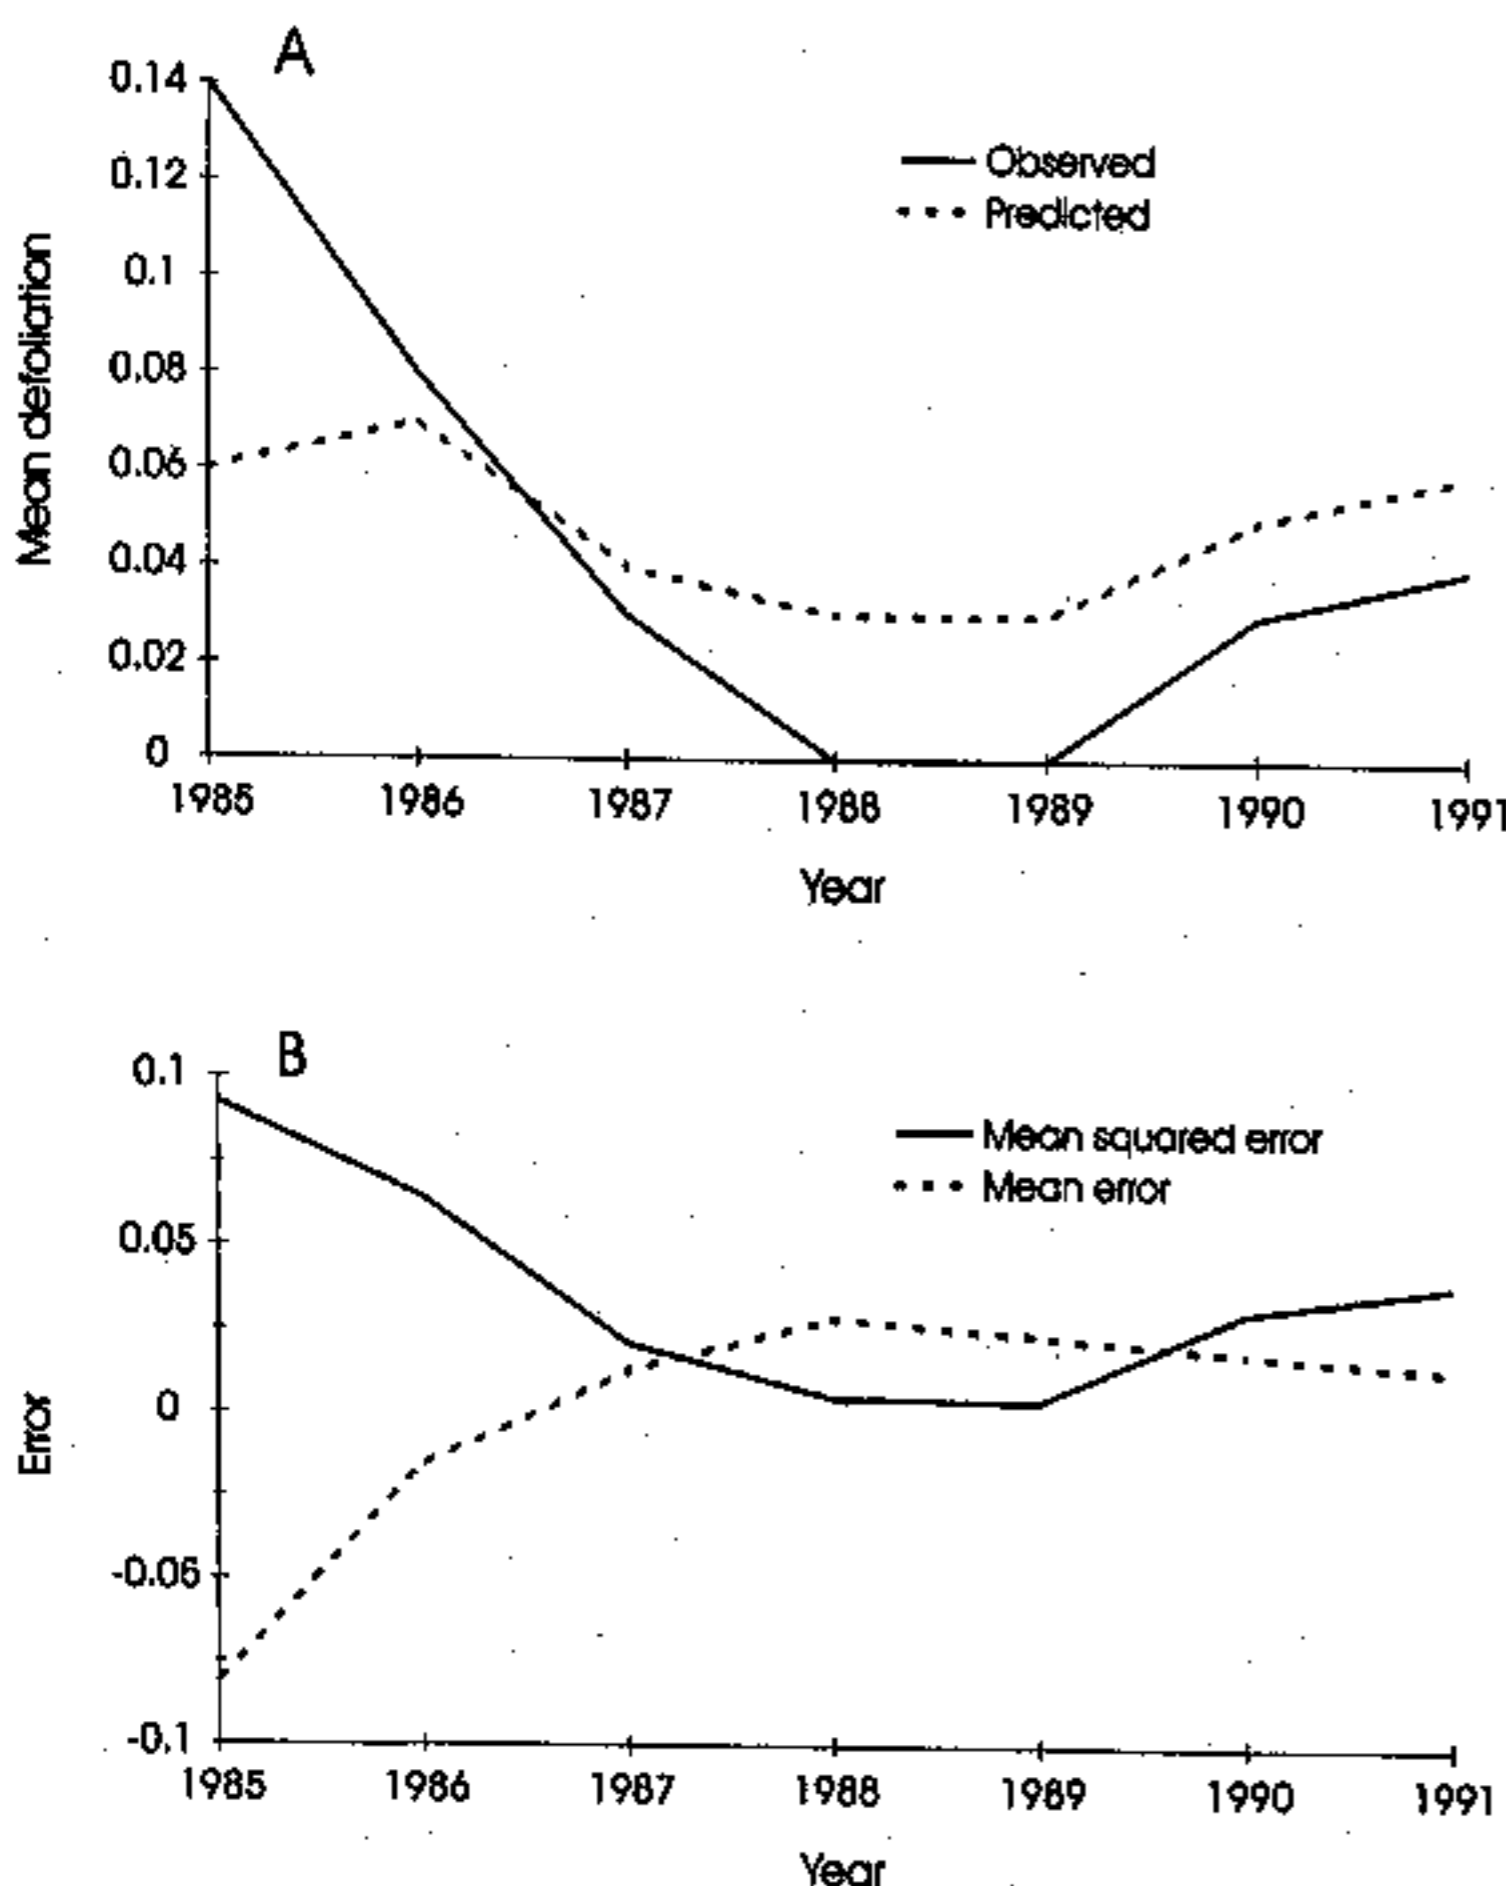 A
0.14
0.12
0.1
0.08
0.06
0.04
0.02
0
Mean defoliation
Observed
Predicted
1985 1986 1987 1988 1989 1990 1991
Year
B
0.1
0.05
0
-0.05
-0.1
Error
Mean squared error
Mean error
1985 1986 1987 1988 1989 1990 1991
Year